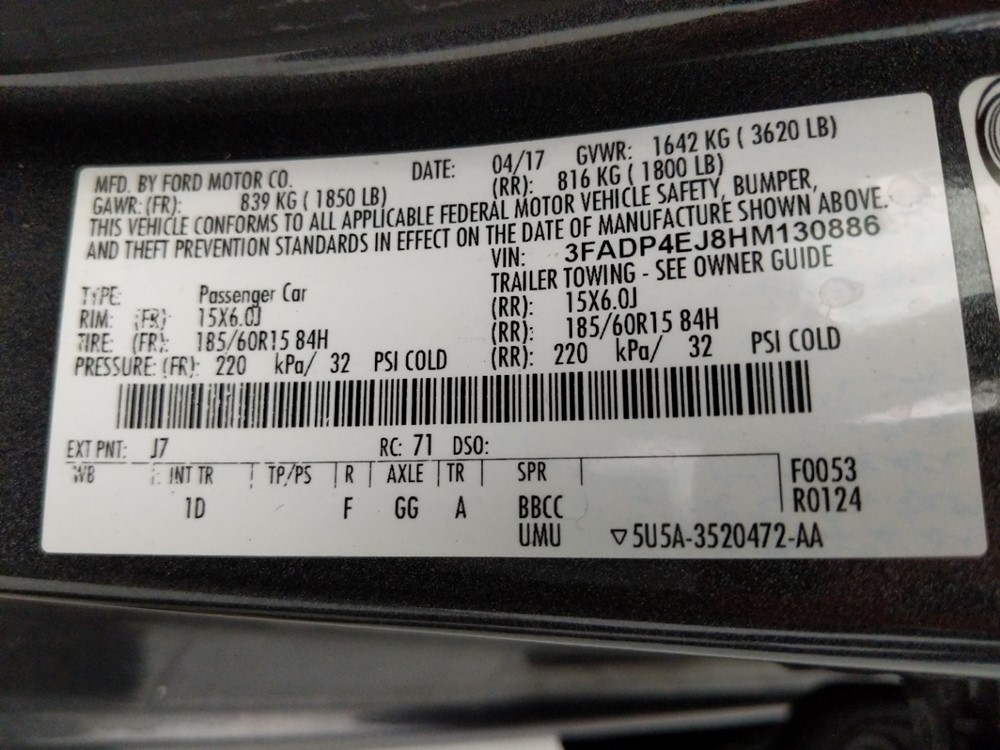 MFD. BY FORD MOTOR CO. DATE: 04/17 GVWR: 1642 KG ( 3620 LB)
GAWR: (FR): 839 KG ( 1850 LB) (RR): 816 KG ( 1800 LB)
THIS VEHICLE CONFORMS TO ALL APPLICABLE FEDERAL MOTOR VEHICLE SAFETY, BUMPER,
AND THEFT PREVENTION STANDARDS IN EFFECT ON THE DATE OF MANUFACTURE SHOWN ABOVE.
VIN: 3FADP4EJ8HM130886
TRAILER TOWING - SEE OWNER GUIDE
TYPE: Passenger Car
RIM: (FR): 15X6.0J (RR): 15X6.0J
TIRE: (FR): 185/60R15 84H (RR): 185/60R15 84H
PRESSURE: (FR): 220 kPa/ 32 PSI COLD (RR): 220 kPa/ 32 PSI COLD
EXT PNT: J7 RC: 71 DSO:
WB INT TR TP/PS R AXLE TR SPR F0053
1D F GG A BBCC R0124
UMU ▽5U5A-3520472-AA